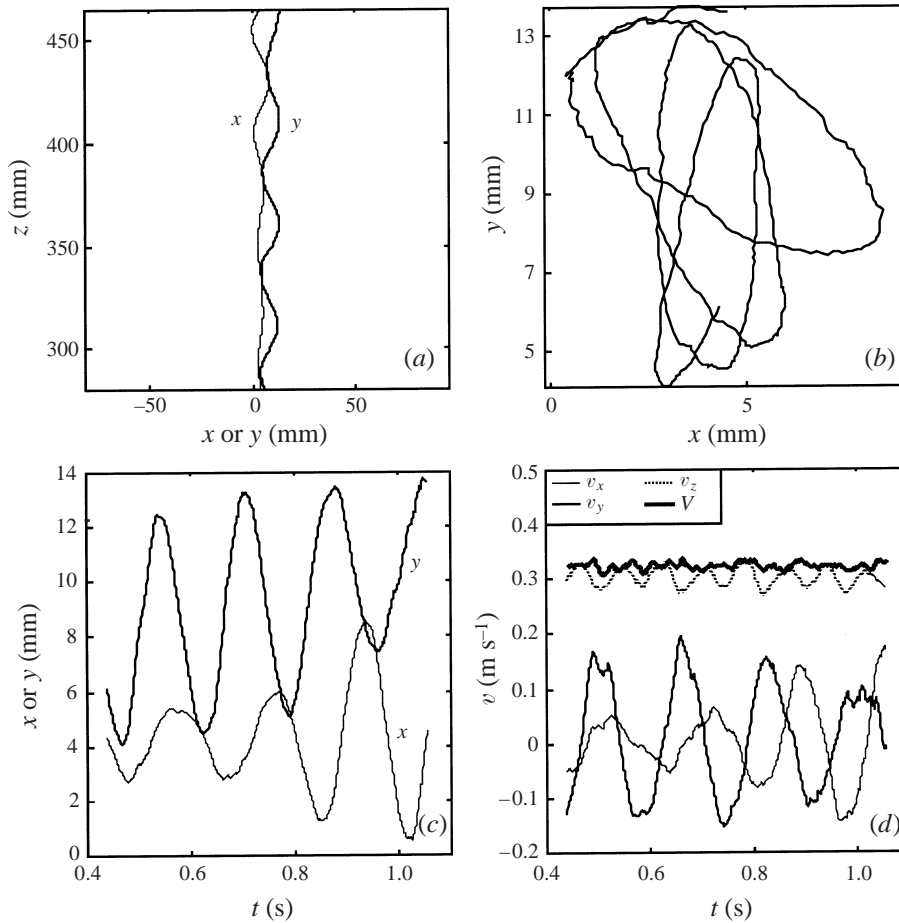 450
400
350
300
z (mm)
x
y
(a)
−50
0
50
x or y (mm)
13
11
9
7
5
y (mm)
(b)
0
5
x (mm)
14
12
10
8
6
4
2
0
x or y (mm)
y
x
(c)
0.4
0.6
0.8
1.0
t (s)
0.5
0.4
0.3
0.2
0.1
0
−0.1
−0.2
v (m s⁻¹)
v_x
v_z
v_y
V
(d)
0.4
0.6
0.8
1.0
t (s)